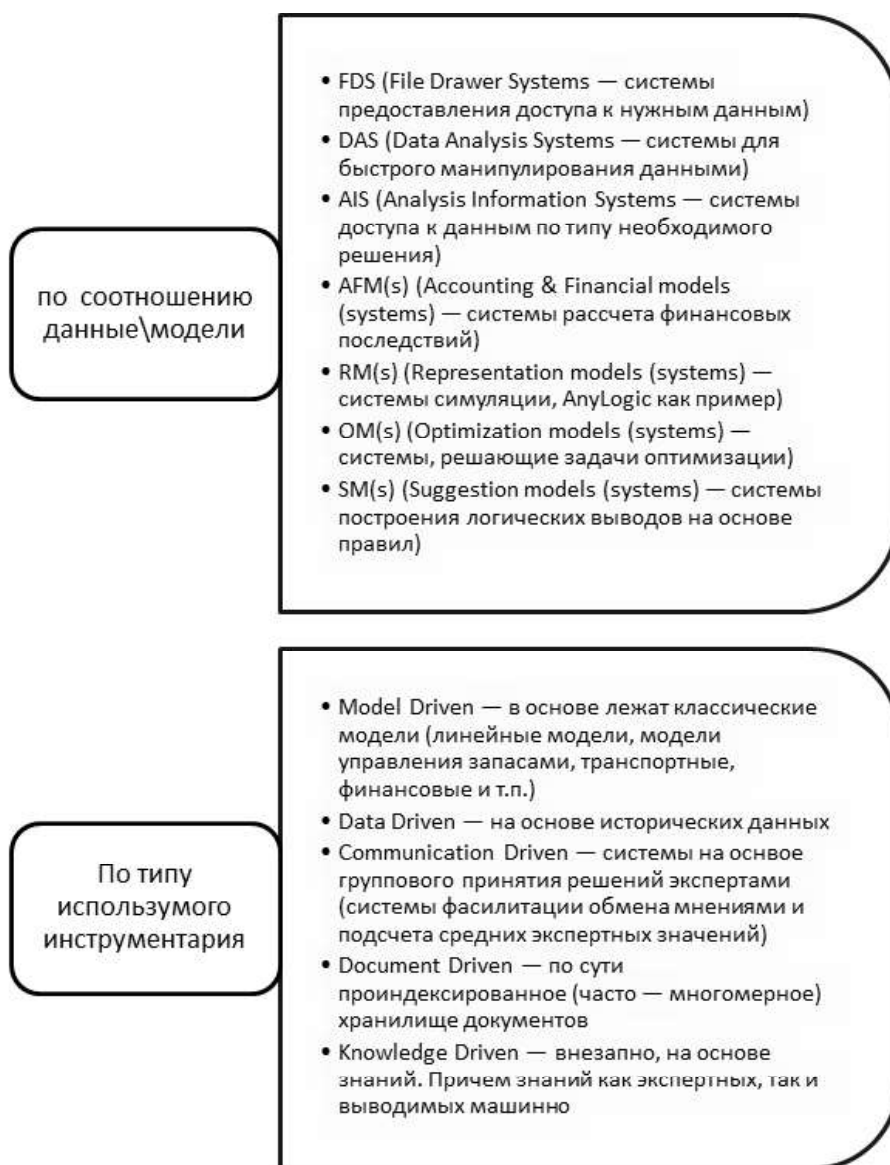 по соотношению
данные\модели
• FDS (File Drawer Systems — системы
предоставления доступа к нужным данным)
• DAS (Data Analysis Systems — системы для
быстрого манипулирования данными)
• AIS (Analysis Information Systems — системы
доступа к данным по типу необходимого
решения)
• AFM(s) (Accounting & Financial models
(systems) — системы рассчета финансовых
последствий)
• RM(s) (Representation models (systems) —
системы симуляции, AnyLogic как пример)
• OM(s) (Optimization models (systems) —
системы, решающие задачи оптимизации)
• SM(s) (Suggestion models (systems) — системы
построения логических выводов на основе
правил)
По типу
использумого
инструментария
• Model Driven — в основе лежат классические
модели (линейные модели, модели
управления запасами, транспортные,
финансовые и т.п.)
• Data Driven — на основе исторических данных
• Communication Driven — системы на оснвое
группового принятия решений экспертами
(системы фасилитации обмена мнениями и
подсчета средних экспертных значений)
• Document Driven — по сути
проиндексированное (часто — многомерное)
хранилище документов
• Knowledge Driven — внезапно, на основе
знаний. Причем знаний как экспертных, так и
выводимых машинно